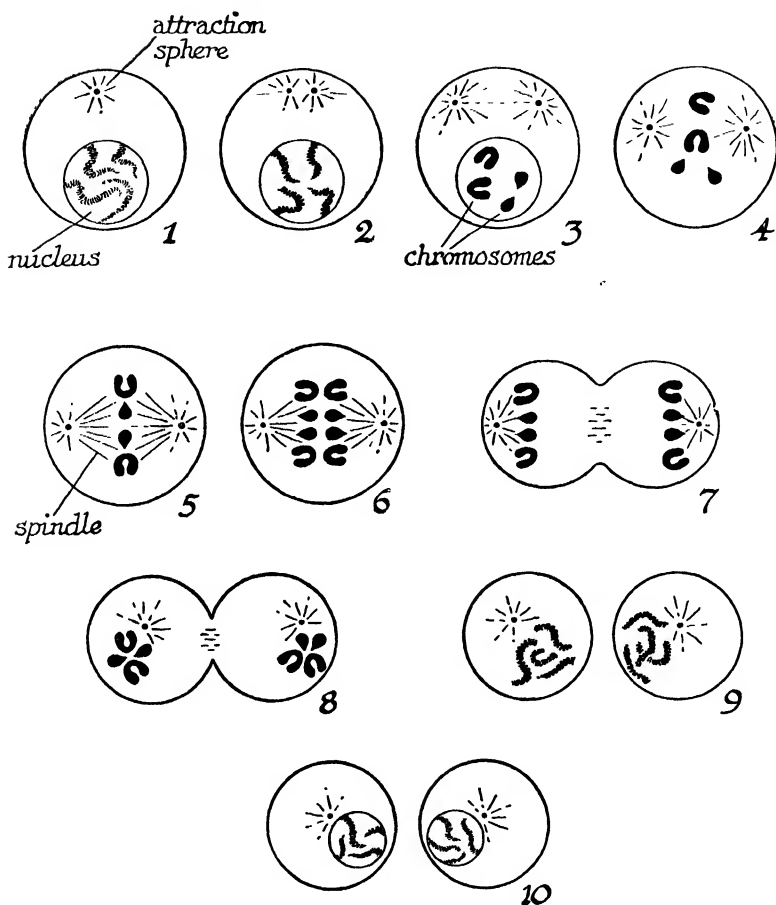 attraction
sphere
nucleus
1
2
3
chromosomes
4
spindle
5
6
7
8
9
10